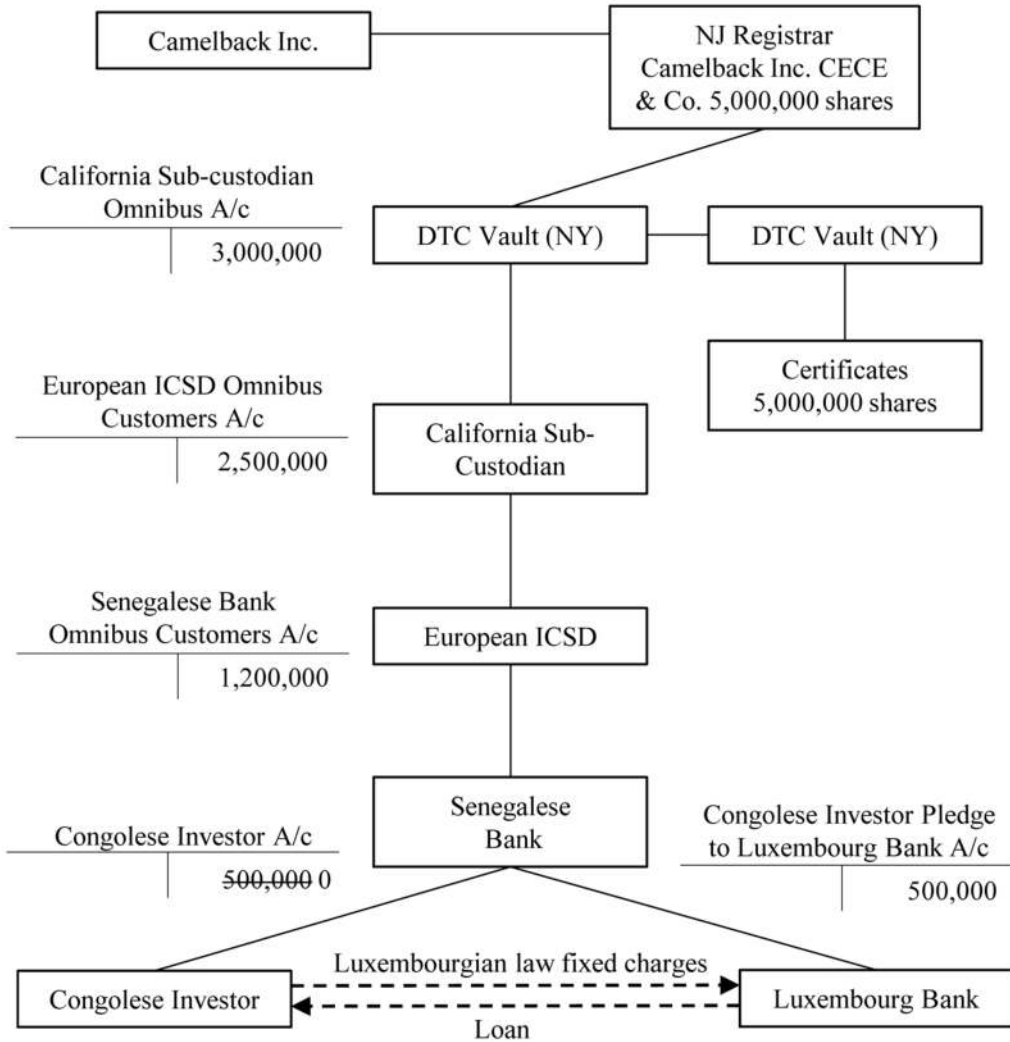 Camelback Inc.
NJ Registrar
Camelback Inc. CECE
& Co. 5,000,000 shares
California Sub-custodian
Omnibus A/c
3,000,000
DTC Vault (NY)
DTC Vault (NY)
Certificates
5,000,000 shares
European ICSD Omnibus
Customers A/c
2,500,000
California Sub-
Custodian
Senegalese Bank
Omnibus Customers A/c
1,200,000
European ICSD
Senegalese
Bank
Congolese Investor A/c
500,000 0
Congolese Investor Pledge
to Luxembourg Bank A/c
500,000
Luxembourgian law fixed charges
Congolese Investor
Luxembourg Bank
Loan